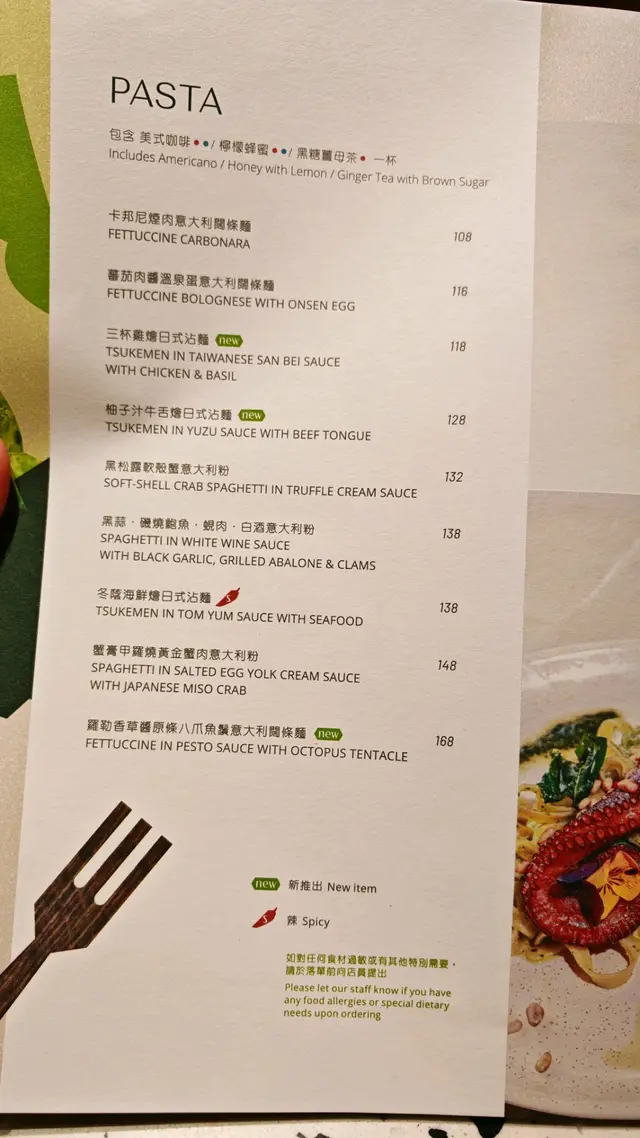 PASTA
包含 美式咖啡●●/ 檸檬蜂蜜●●/ 黑糖薑母茶● 一杯
Includes Americano / Honey with Lemon / Ginger Tea with Brown Sugar
卡邦尼煙肉意大利闊條麵
FETTUCCINE CARBONARA 108
蕃茄肉醬溫泉蛋意大利闊條麵
FETTUCCINE BOLOGNESE WITH ONSEN EGG 116
三杯雞燴日式沾麵 new
TSUKEMEN IN TAIWANESE SAN BEI SAUCE 118
WITH CHICKEN & BASIL
柚子汁牛舌燴日式沾麵 new
TSUKEMEN IN YUZU SAUCE WITH BEEF TONGUE 128
黑松露軟殼蟹意大利粉
SOFT-SHELL CRAB SPAGHETTI IN TRUFFLE CREAM SAUCE 132
黑蒜．磯燒鮑魚．蜆肉．白酒意大利粉
SPAGHETTI IN WHITE WINE SAUCE 138
WITH BLACK GARLIC, GRILLED ABALONE & CLAMS
冬蔭海鮮燴日式沾麵
TSUKEMEN IN TOM YUM SAUCE WITH SEAFOOD 138
蟹膏甲羅燒黃金蟹肉意大利粉
SPAGHETTI IN SALTED EGG YOLK CREAM SAUCE 148
WITH JAPANESE MISO CRAB
羅勒香草醬原條八爪魚鬚意大利闊條麵 new
FETTUCCINE IN PESTO SAUCE WITH OCTOPUS TENTACLE 168
new 新推出 New item
辣 Spicy
如對任何食材過敏或有其他特別需要，
請於落單前向店員提出
Please let our staff know if you have
any food allergies or special dietary
needs upon ordering